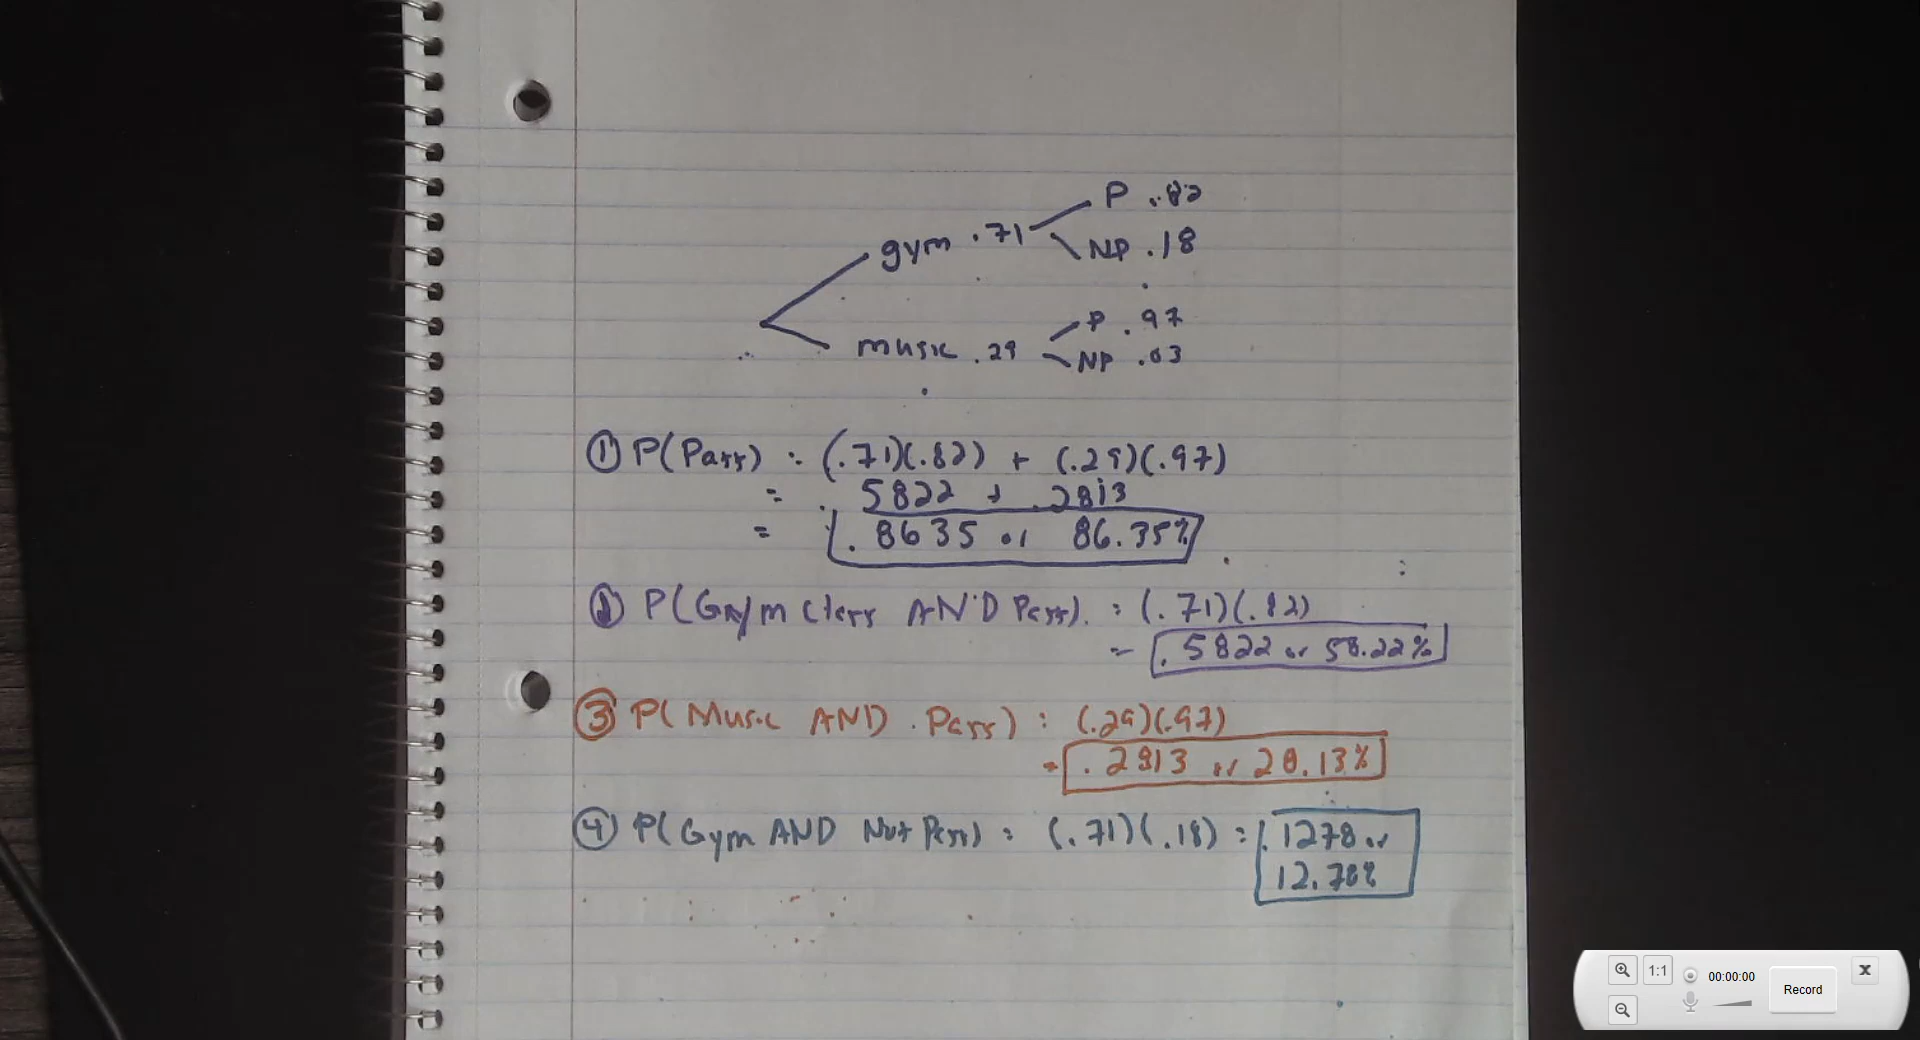 P .82
gym .71
NP .18
P .97
music .29
NP .03
① P(Pass) = (.71)(.82) + (.29)(.97)
= .5822 + .2813
= .8635 or 86.35%
② P(Gym Class AND Pass) = (.71)(.82)
= .5822 or 58.22%
③ P(Music AND Pass) = (.29)(.97)
= .2813 or 28.13%
④ P(Gym AND Not Pass) = (.71)(.18) = .1278 or
12.78%
1:1
00:00:00
Record
x